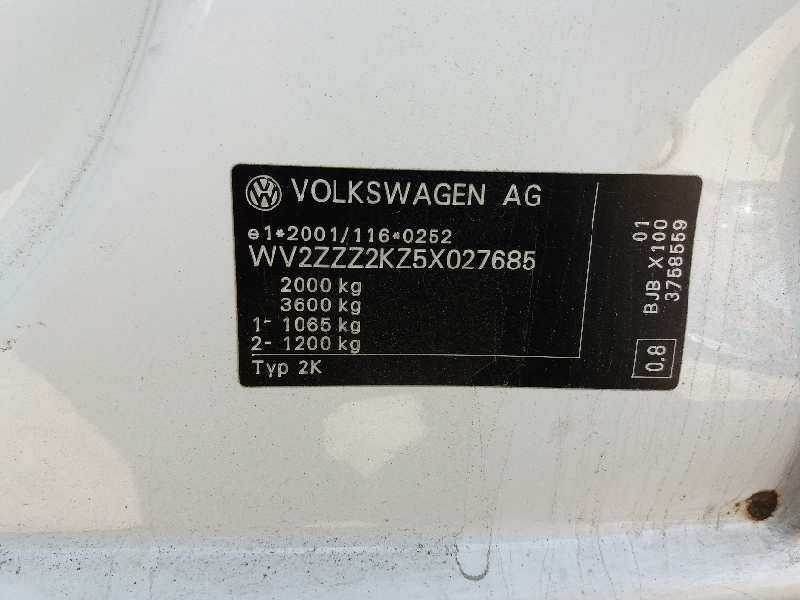 VOLKSWAGEN AG
e1*2001/116*0252
WV2ZZZ2KZ5X027685
2000 kg
3600 kg
1- 1065 kg
2- 1200 kg
Typ 2K
01
BJB X100
3758559
0.8